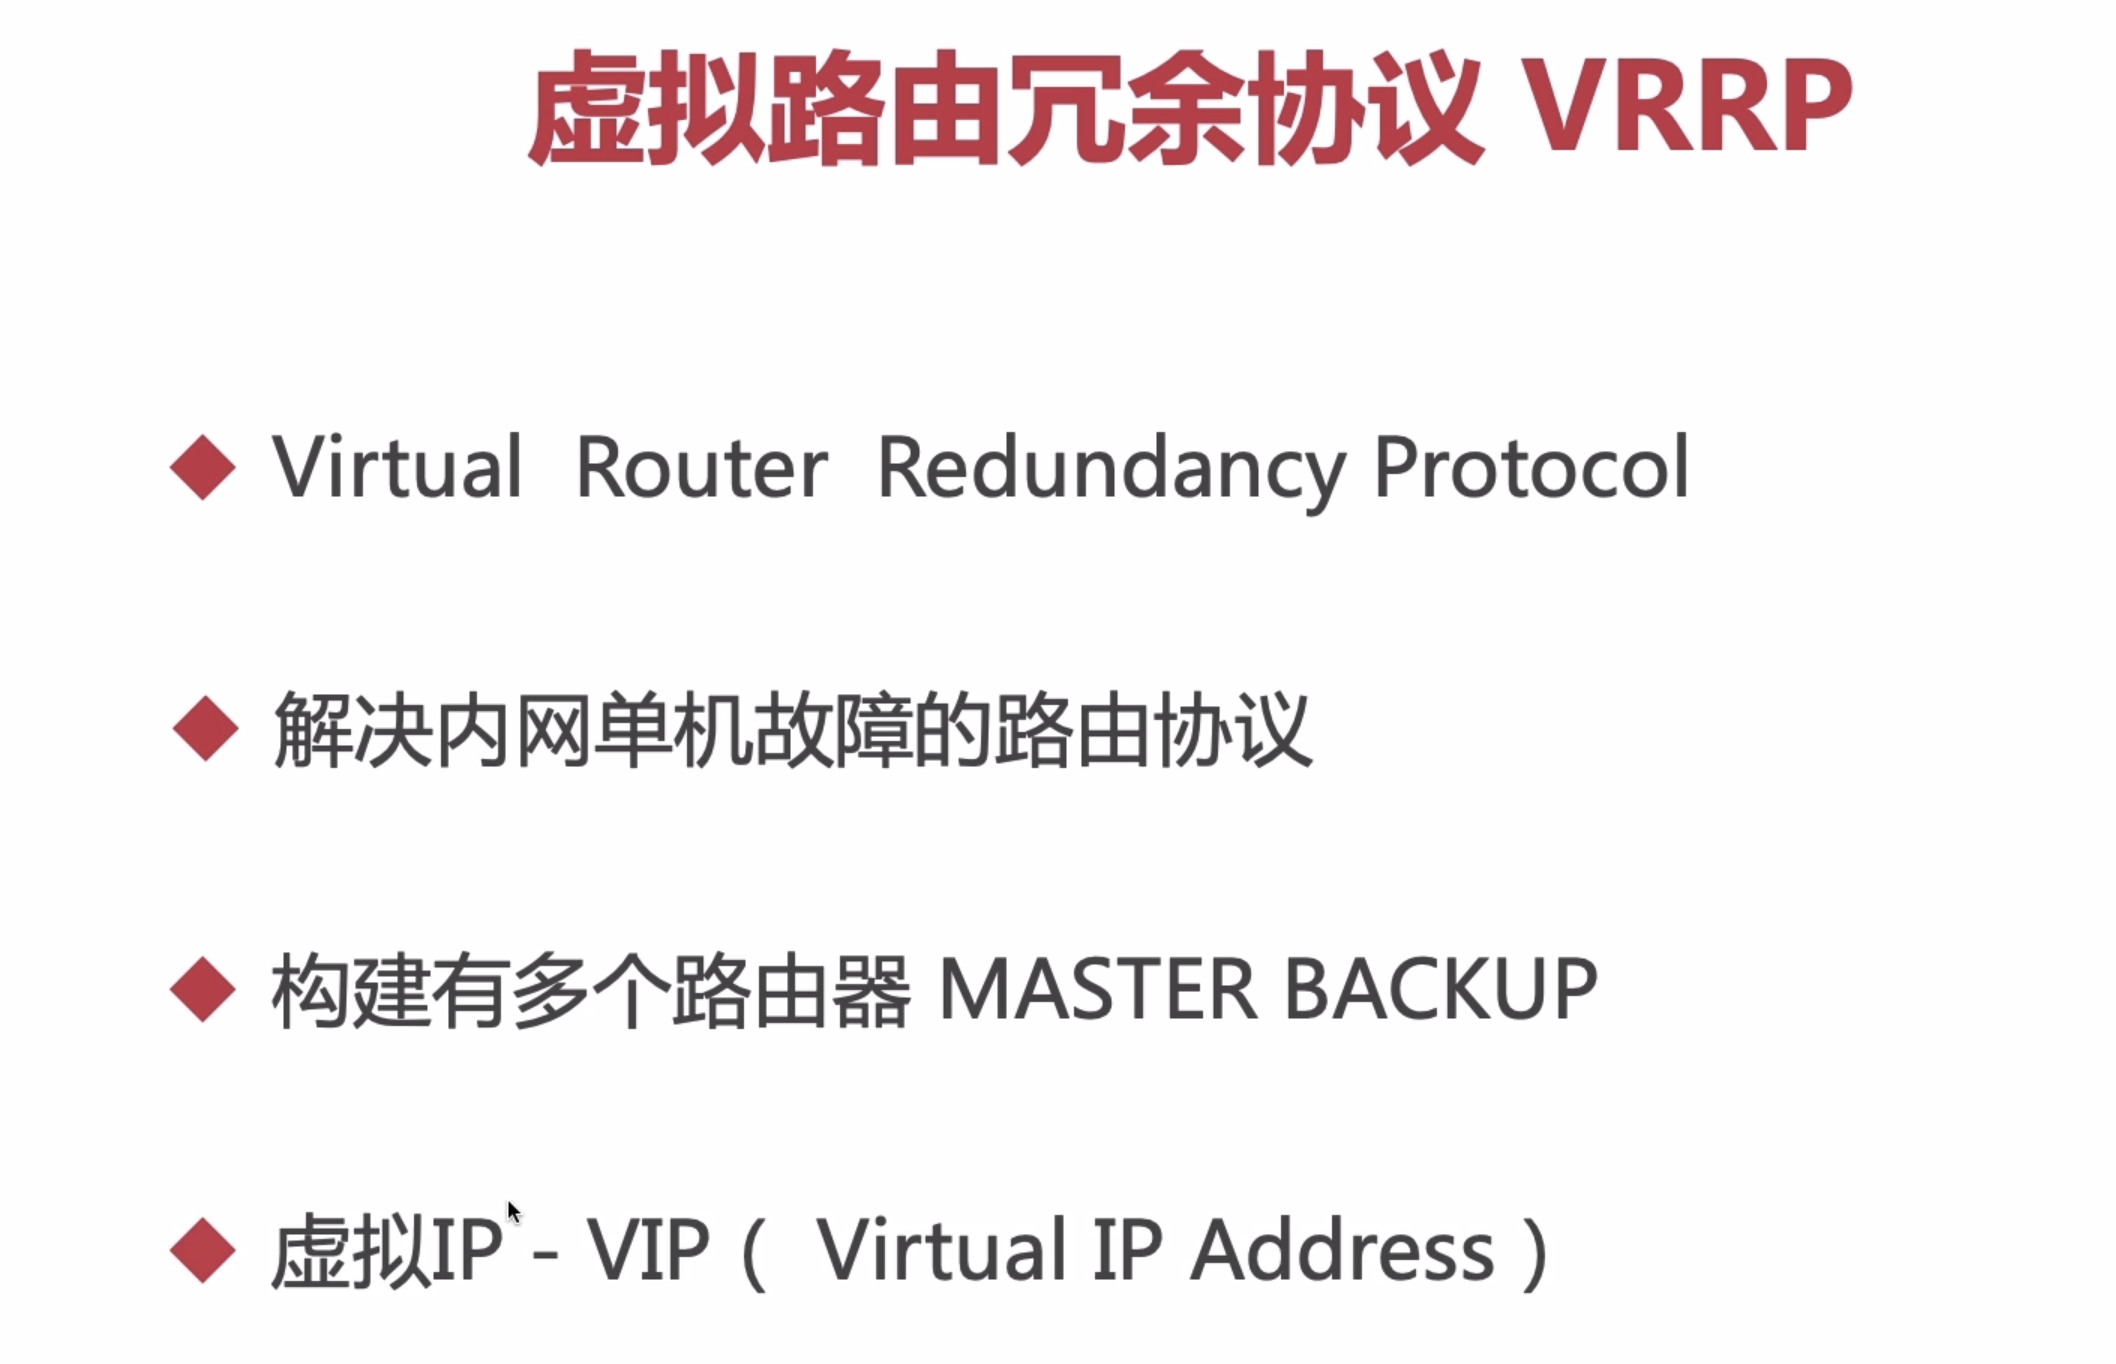 虚拟路由冗余协议 VRRP
Virtual Router Redundancy Protocol
解决内网单机故障的路由协议
构建有多个路由器 MASTER BACKUP
虚拟IP - VIP（ Virtual IP Address）